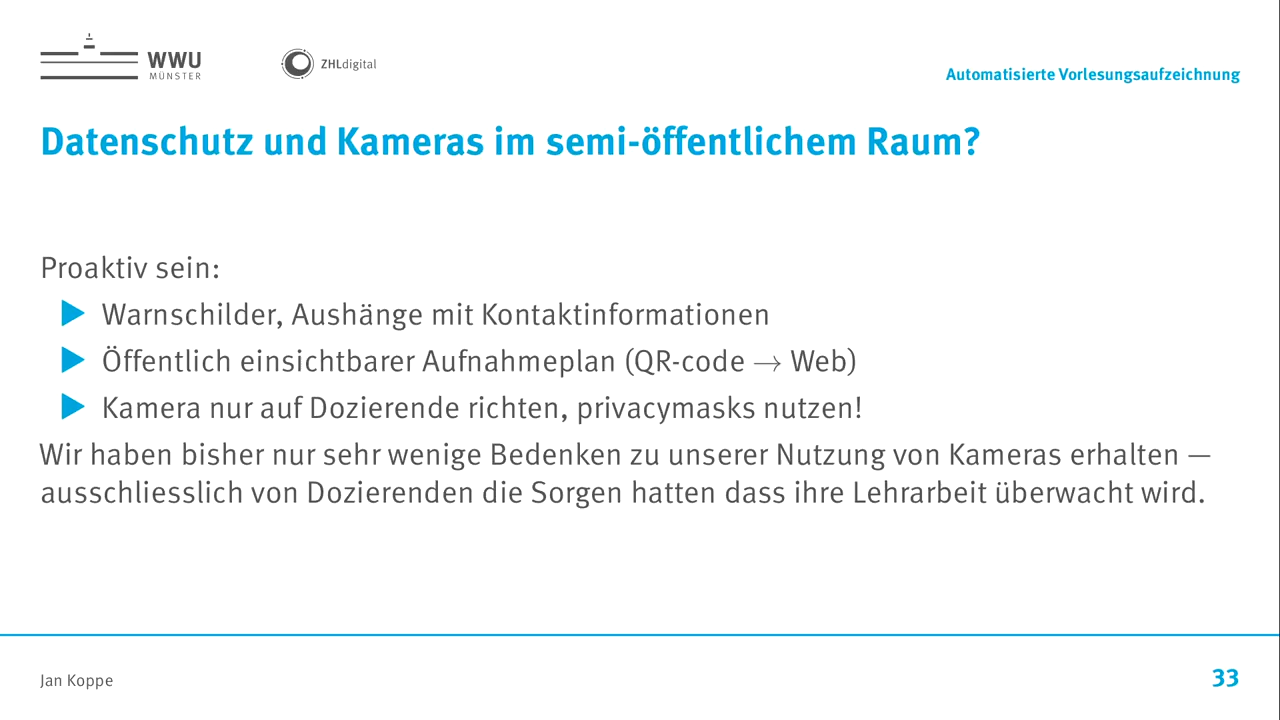 WWU
MÜNSTER
ZHLdigital
Automatisierte Vorlesungsaufzeichnung
Datenschutz und Kameras im semi-öffentlichem Raum?
Proaktiv sein:
▶ Warnschilder, Aushänge mit Kontaktinformationen
▶ Öffentlich einsichtbarer Aufnahmeplan (QR-code → Web)
▶ Kamera nur auf Dozierende richten, privacymasks nutzen!
Wir haben bisher nur sehr wenige Bedenken zu unserer Nutzung von Kameras erhalten —
ausschliesslich von Dozierenden die Sorgen hatten dass ihre Lehrarbeit überwacht wird.
Jan Koppe
33